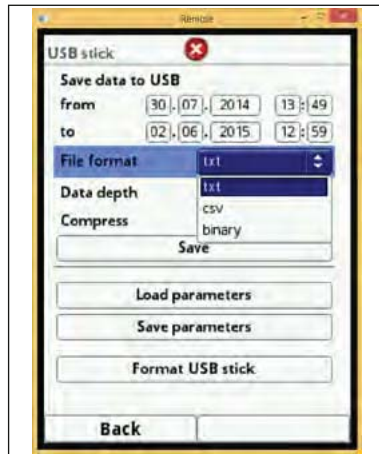 Remote
USB stick
Save data to USB
from 30 . 07 . 2014 13 : 49
to 02 . 06 . 2015 12 : 59
File format txt
txt
Data depth
csv
Compress
binary
Save
Load parameters
Save parameters
Format USB stick
Back